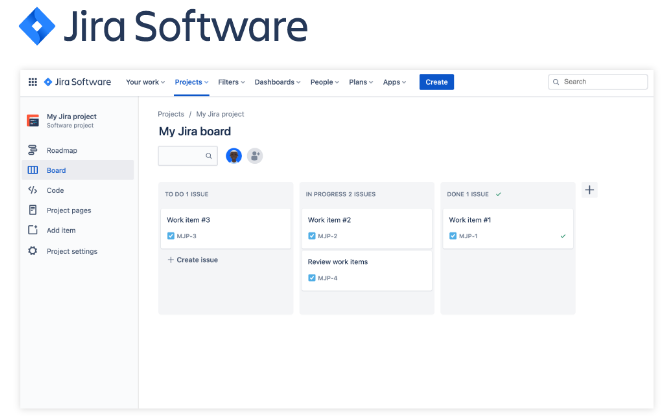 Jira Software
Jira Software Your work Projects Filters Dashboards People Plans Apps Create Search
My Jira project
Software project
Roadmap
Board
Code
Project pages
Add item
Project settings
Projects / My Jira project
My Jira board
TO DO 1 ISSUE
Work item #3
MJP-3
+ Create issue
IN PROGRESS 2 ISSUES
Work item #2
MJP-2
Review work items
MJP-4
DONE 1 ISSUE
Work item #1
MJP-1